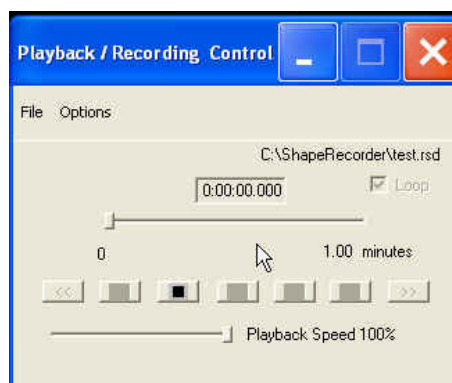 Playback / Recording Control
File Options
C:\ShapeRecorder\test.rsd
0:00:00.000 Loop
0 1.00 minutes
<< >>
Playback Speed 100%